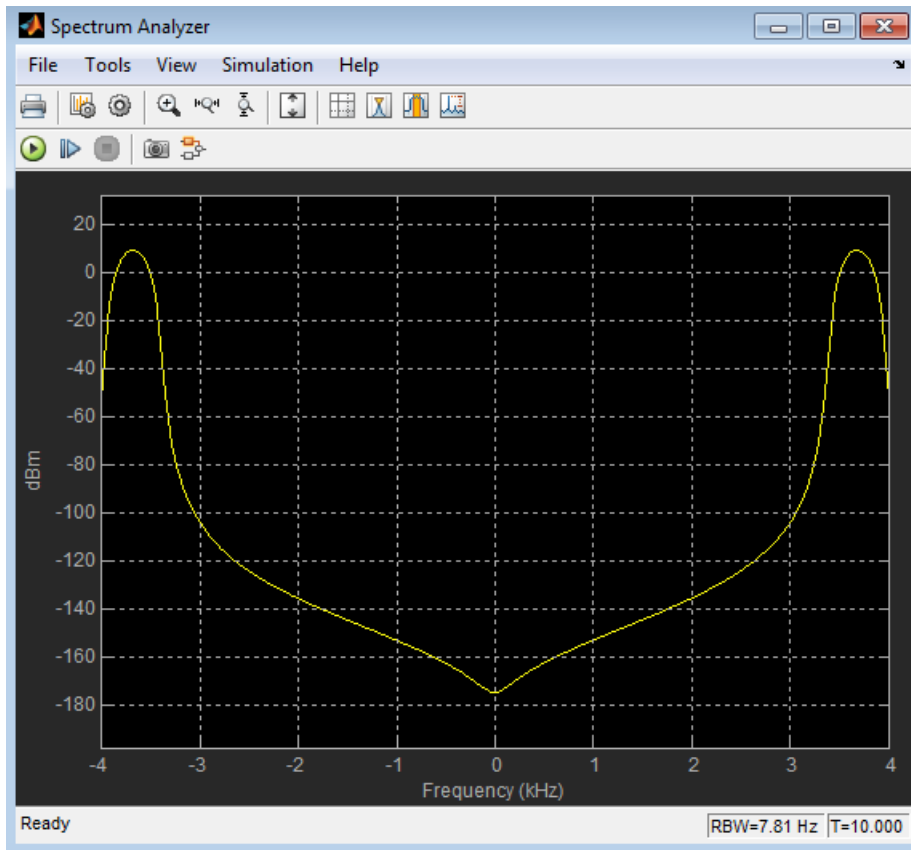 Spectrum Analyzer
File Tools View Simulation Help
20
0
-20
-40
-60
-80
-100
-120
-140
-160
-180
dBm
-4 -3 -2 -1 0 1 2 3 4
Frequency (kHz)
Ready RBW=7.81 Hz T=10.000